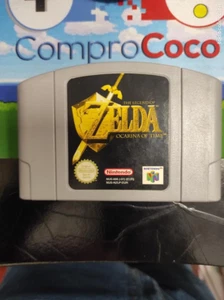 ComproCoco
THE LEGEND OF
ZELDA
OCARINA OF TIME
Nintendo